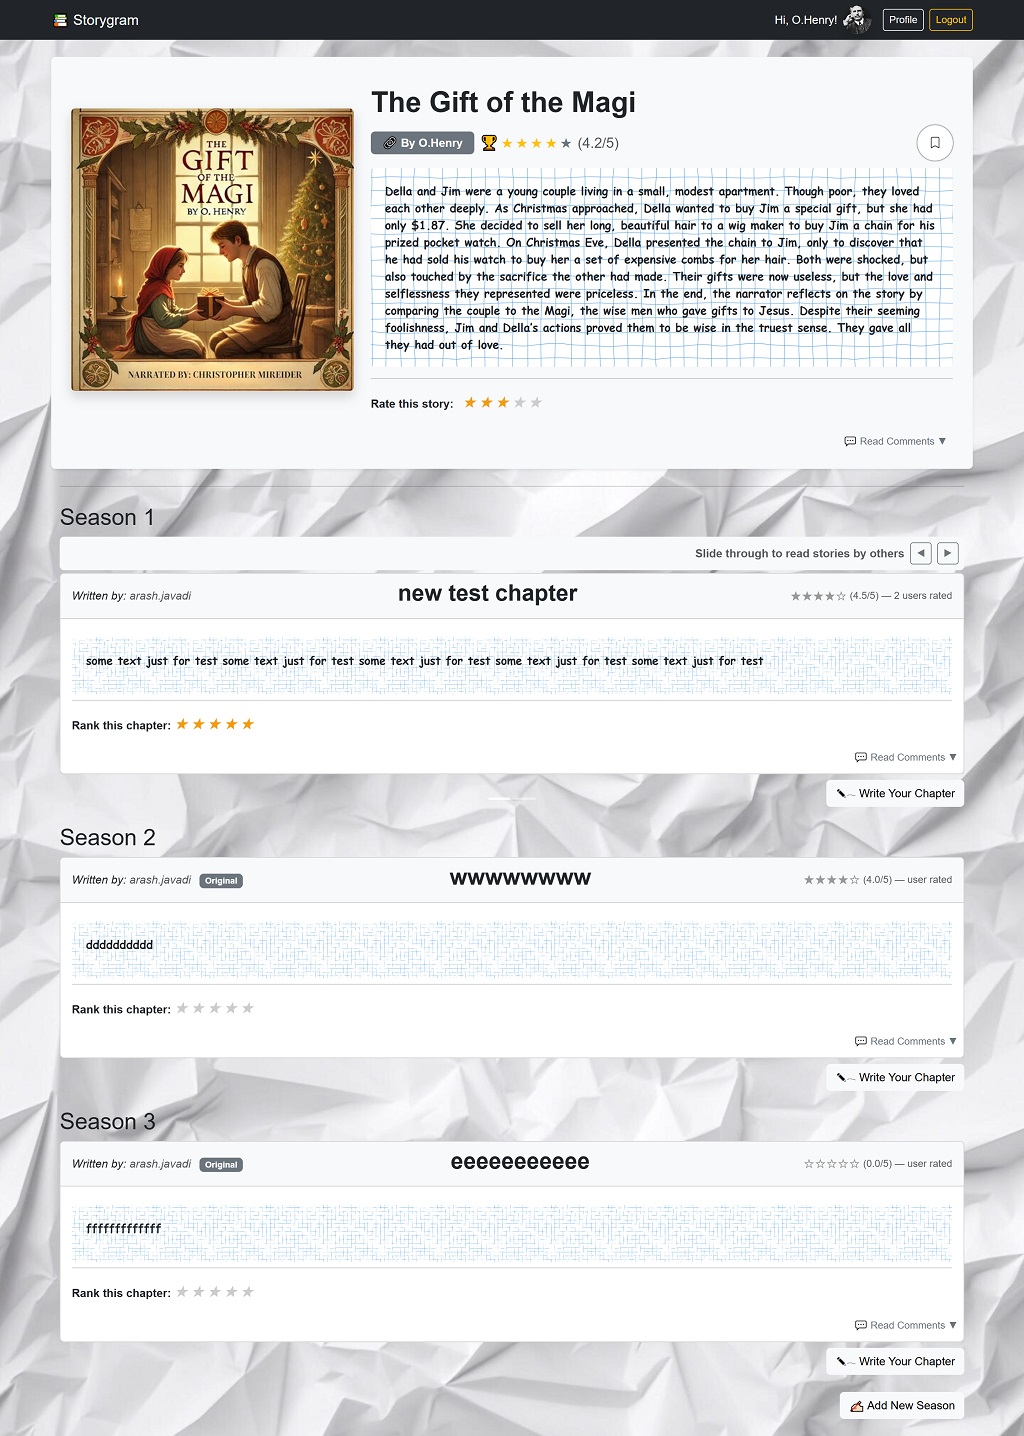 Storygram
Hi, O.Henry!
Profile
Logout
The Gift of the Magi
THE
GIFT
OF THE
MAGI
BY O. HENRY
NARRATED BY: CHRISTOPHER MIREIDER
By O.Henry
(4.2/5)
Della and Jim were a young couple living in a small, modest apartment. Though poor, they loved
each other deeply. As Christmas approached, Della wanted to buy Jim a special gift, but she had
only $1.87. She decided to sell her long, beautiful hair to a wig maker to buy Jim a chain for his
prized pocket watch. On Christmas Eve, Della presented the chain to Jim, only to discover that
he had sold his watch to buy her a set of expensive combs for her hair. Both were shocked, but
also touched by the sacrifice the other had made. Their gifts were now useless, but the love and
selflessness they represented were priceless. In the end, the narrator reflects on the story by
comparing the couple to the Magi, the wise men who gave gifts to Jesus. Despite their seeming
foolishness, Jim and Della's actions proved them to be wise in the truest sense. They gave all
they had out of love.
Rate this story:
Read Comments ▼
Season 1
Slide through to read stories by others
Written by: arash.javadi
new test chapter
★★★★☆ (4.5/5) — 2 users rated
some text just for test some text just for test some text just for test some text just for test some text just for test
Rank this chapter:
Read Comments ▼
Write Your Chapter
Season 2
Written by: arash.javadi Original
wwwwwwww
★★★★☆ (4.0/5) — user rated
dddddddddd
Rank this chapter:
Read Comments ▼
Write Your Chapter
Season 3
Written by: arash.javadi Original
eeeeeeeeeee
☆☆☆☆☆ (0.0/5) — user rated
fffffffffffff
Rank this chapter:
Read Comments ▼
Write Your Chapter
Add New Season